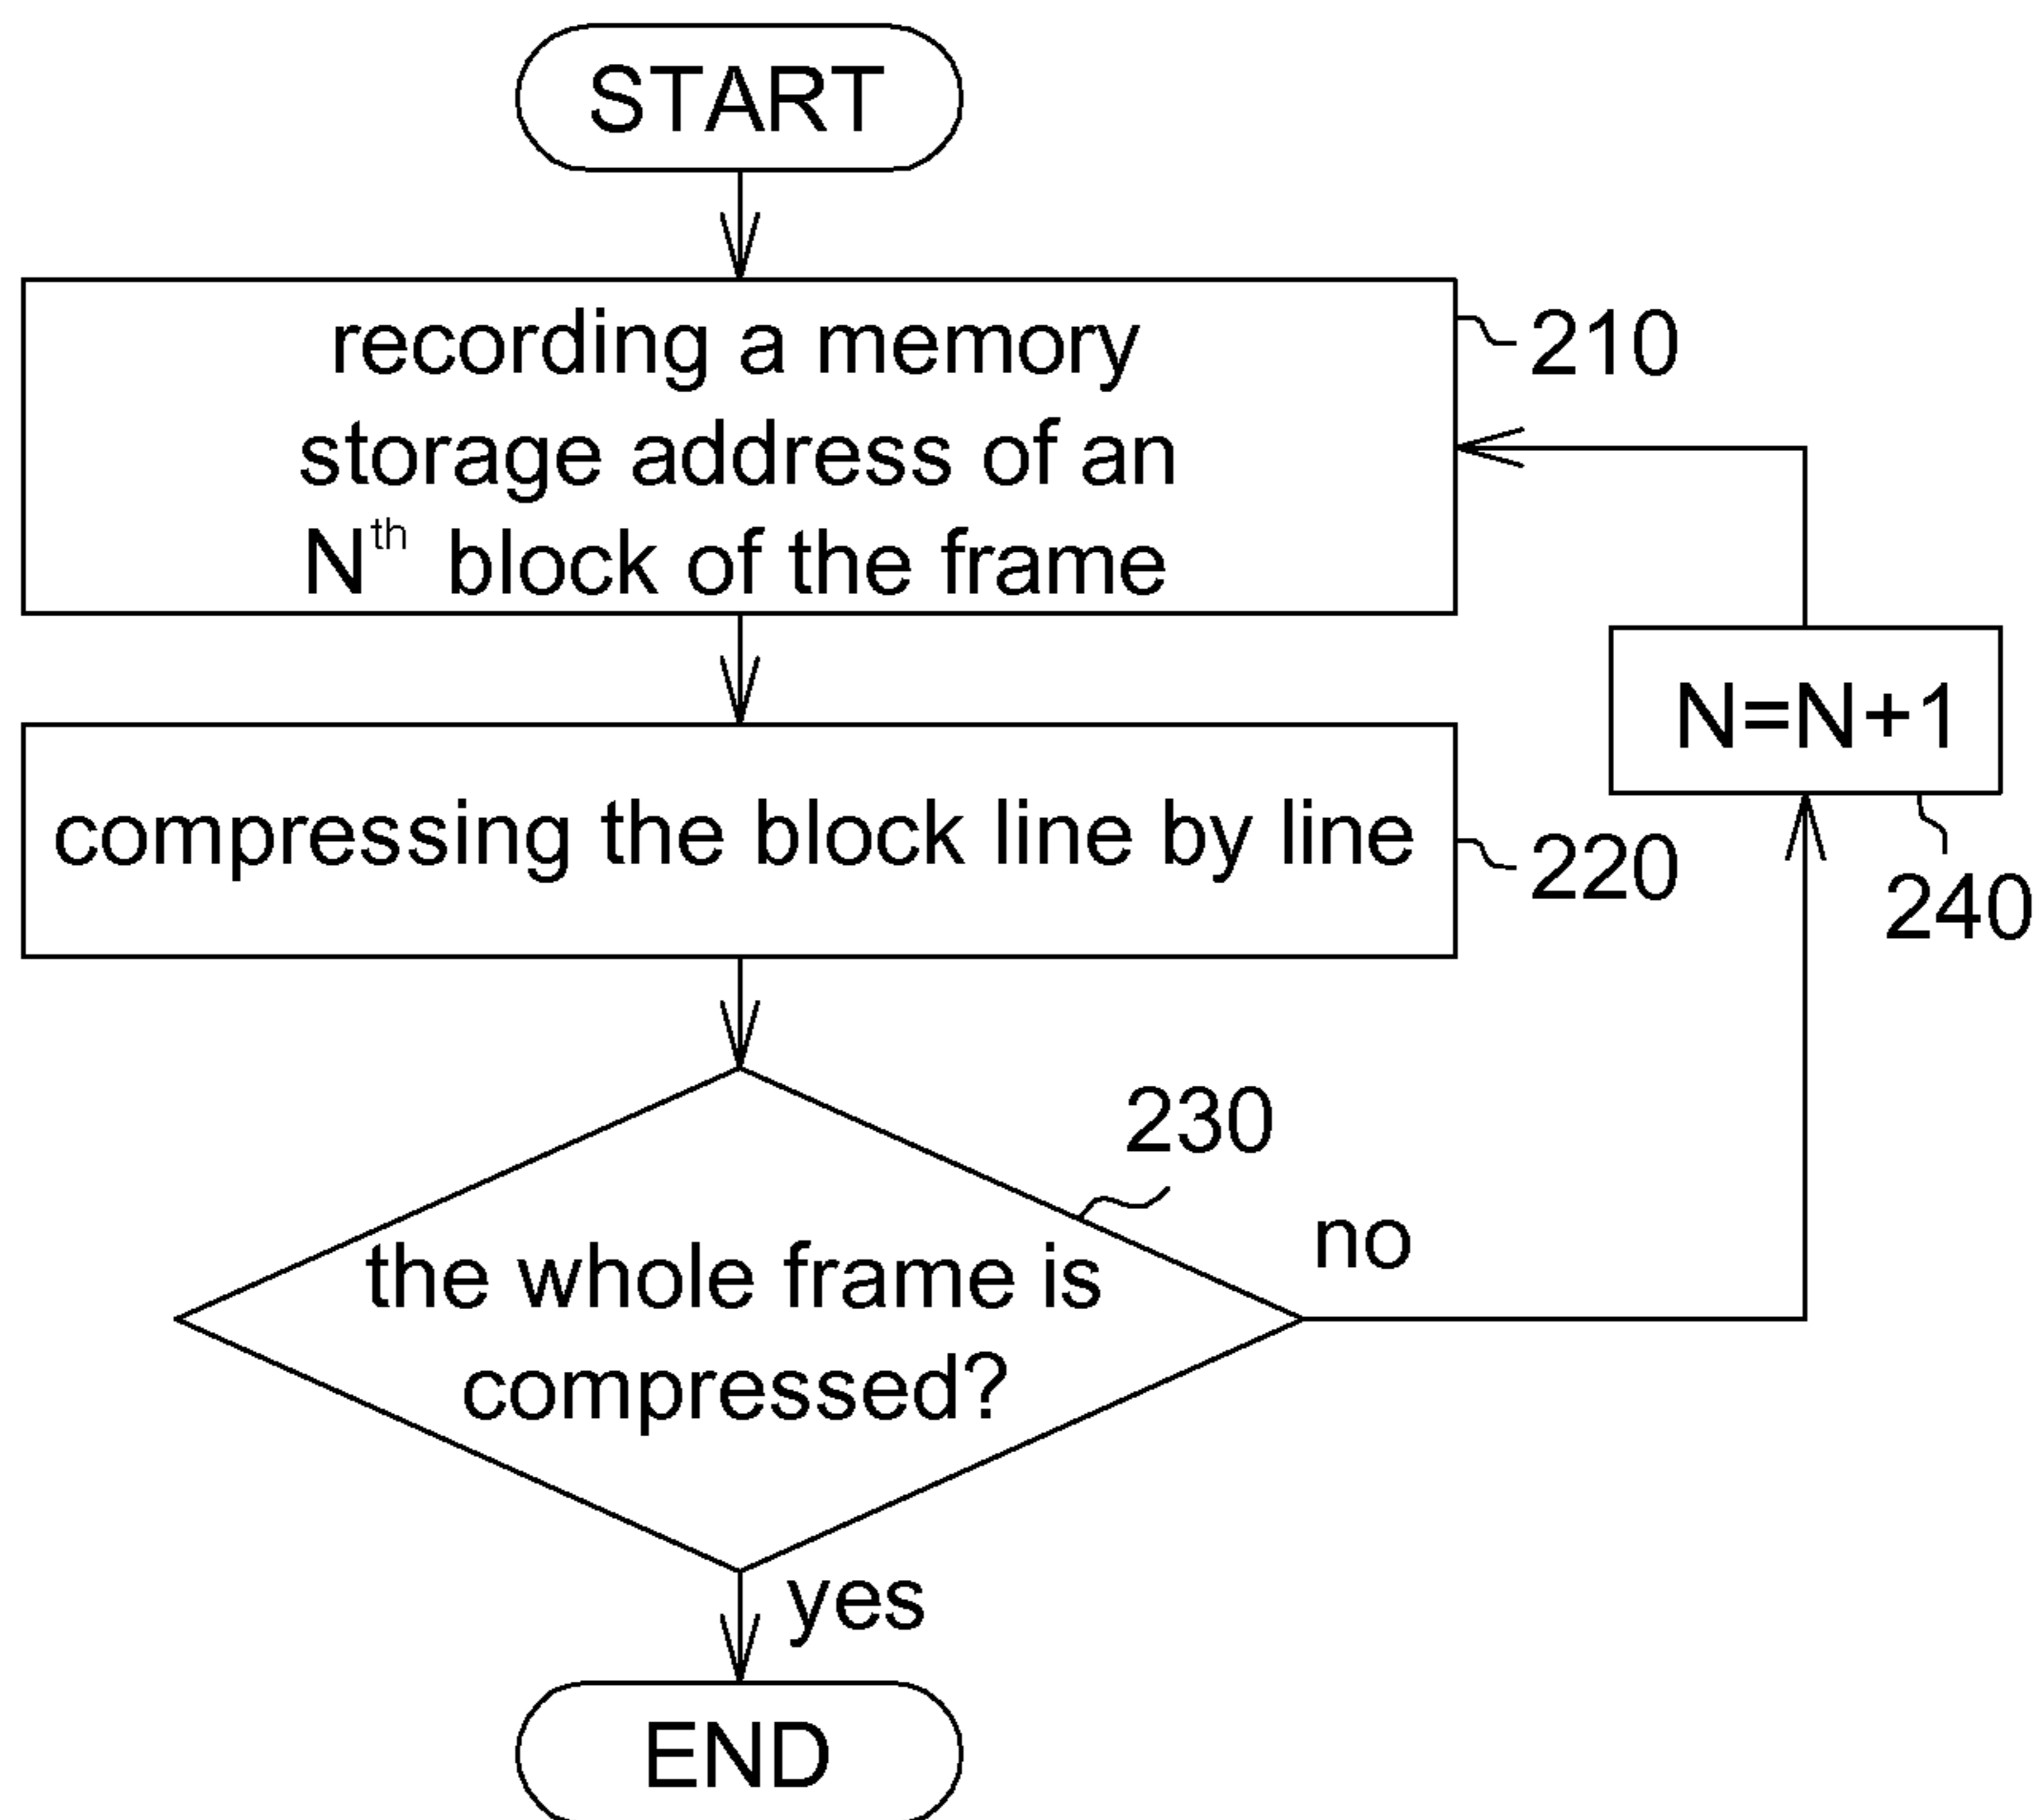 START
recording a memory
storage address of an
Nth block of the frame
210
N=N+1
240
compressing the block line by line
220
230
the whole frame is
compressed?
no
yes
END